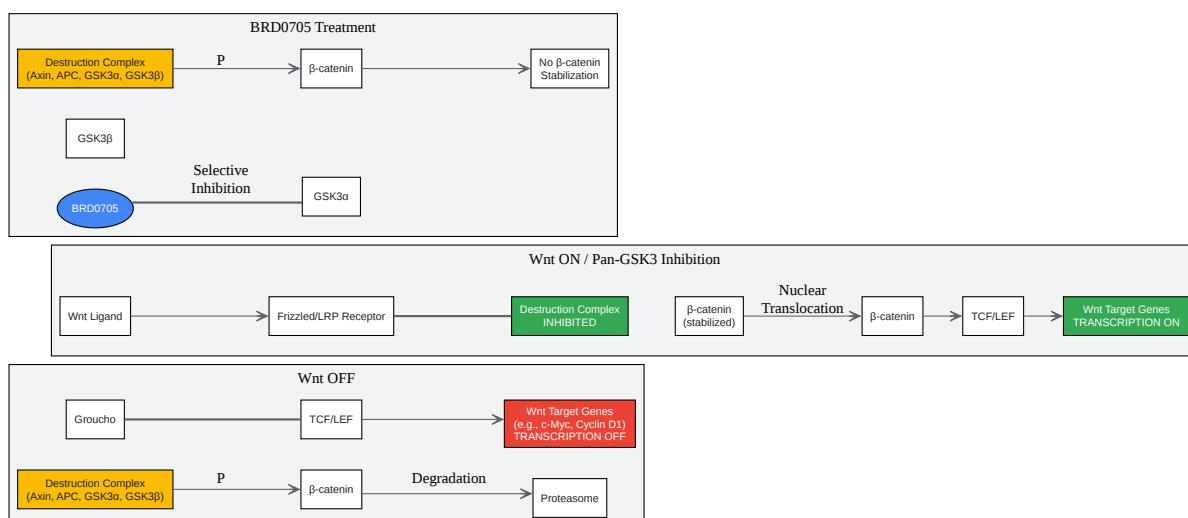 BRD0705 Treatment
Destruction Complex
(Axin, APC, GSK3α, GSK3β)
P
β-catenin
No β-catenin
Stabilization
GSK3β
Selective
Inhibition
BRD0705
GSK3α
Wnt ON / Pan-GSK3 Inhibition
Wnt Ligand
Frizzled/LRP Receptor
Destruction Complex
INHIBITED
β-catenin
(stabilized)
Nuclear
Translocation
β-catenin
TCF/LEF
Wnt Target Genes
TRANSCRIPTION ON
Wnt OFF
Groucho
TCF/LEF
Wnt Target Genes
(e.g., c-Myc, Cyclin D1)
TRANSCRIPTION OFF
Destruction Complex
(Axin, APC, GSK3α, GSK3β)
P
β-catenin
Degradation
Proteasome